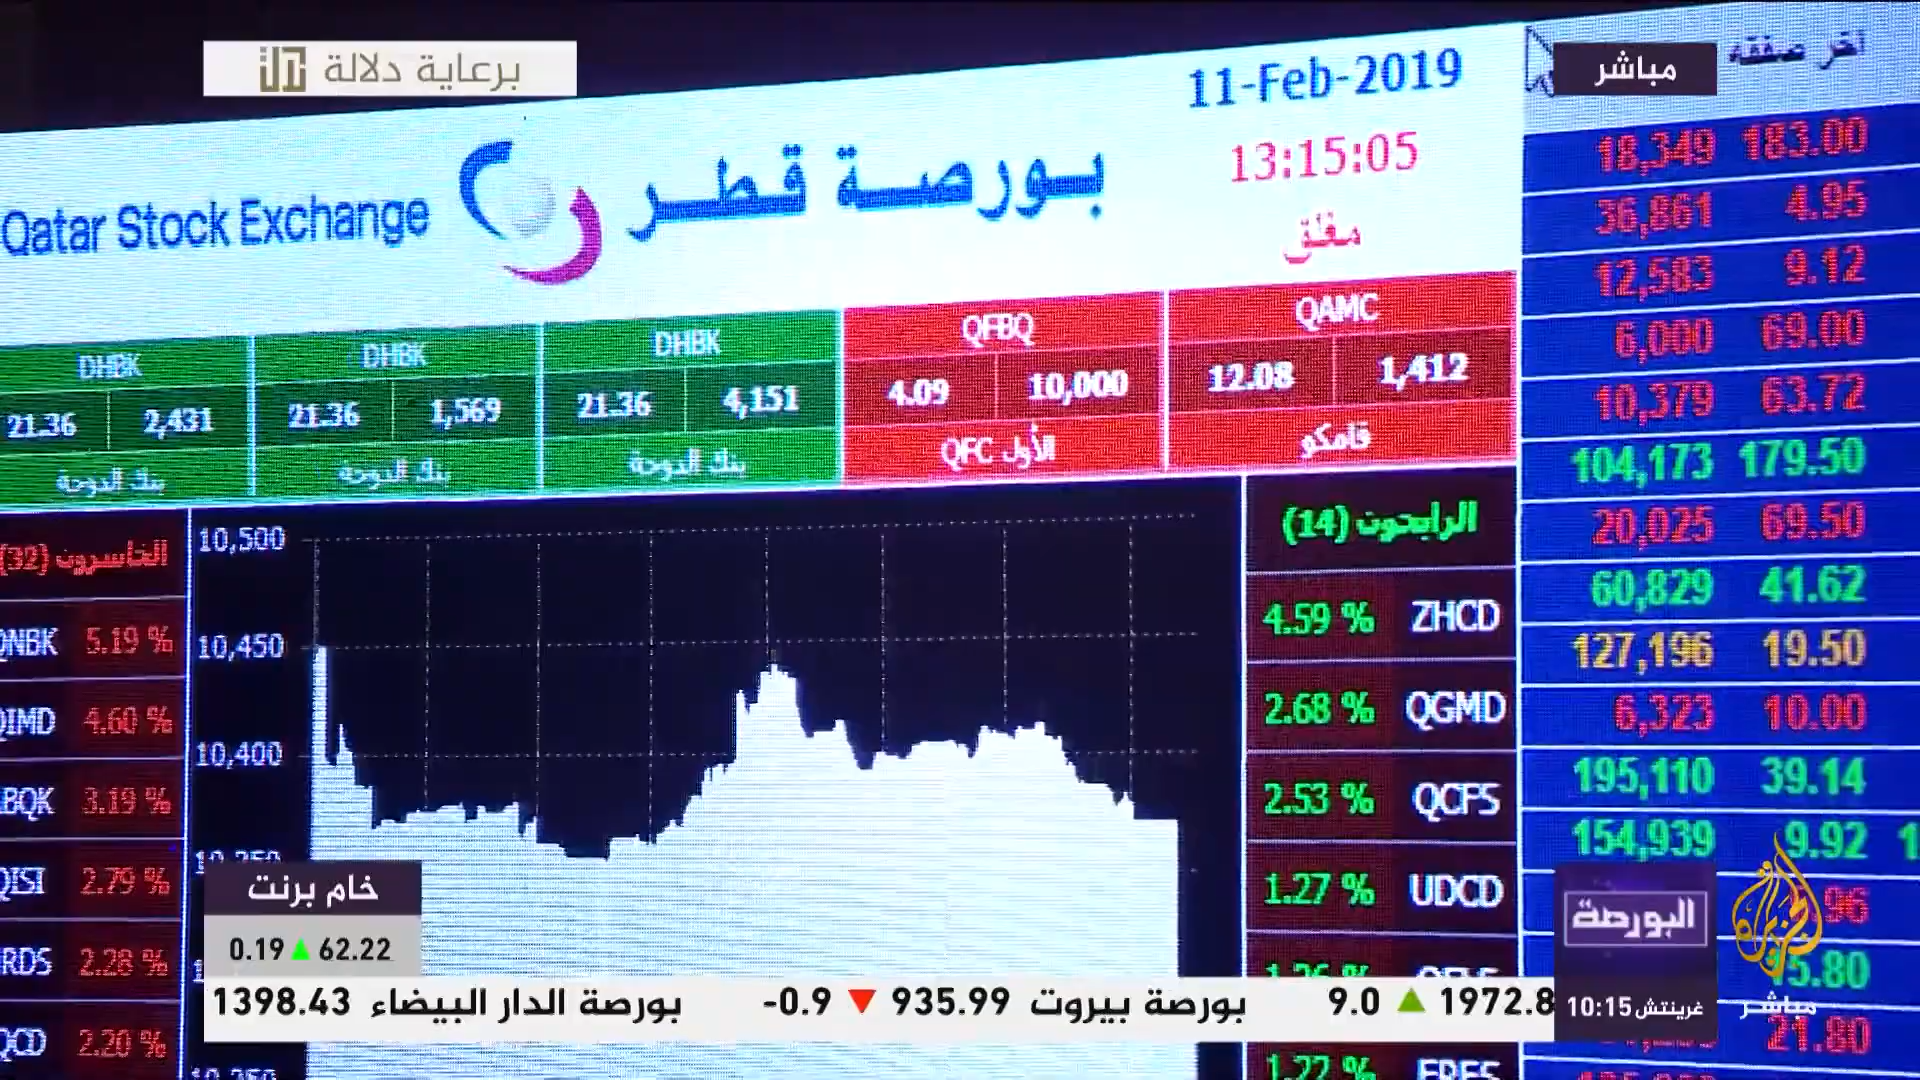 برعاية دلالة
مباشر
آخر صفقة
11-Feb-2019
13:15:05
مغلق
Qatar Stock Exchange
بورصة قطر
DHBK
DHBK
DHBK
QFBQ
QAMC
21.36 2,431
21.36 1,569
21.36 4,151
4.09 10,000
12.08 1,412
بنك الدوحة
بنك الدوحة
بنك الدوحة
الأول QFC
قامكو
الخاسرون (32)
QNBK 5.19 %
QIMD 4.60 %
3.19 %
QISI 2.79 %
2.28 %
2.20 %
10,500
10,450
10,400
الرابحون (14)
4.59 % ZHCD
2.68 % QGMD
2.53 % QCFS
1.27 % UDCD
18,349 183.00
36,861 4.95
12,583 9.12
6,000 69.00
10,379 63.72
104,173 179.50
20,025 69.50
60,829 41.62
127,196 19.50
6,323 10.00
195,110 39.14
154,939 9.92
21.80
خام برنت
0.19 ▲ 62.22
البورصة
10:15 غرينتش
الجزيرة
مباشر
1972.8 ▲ 9.0
بورصة بيروت 935.99 ▼ -0.9
بورصة الدار البيضاء 1398.43